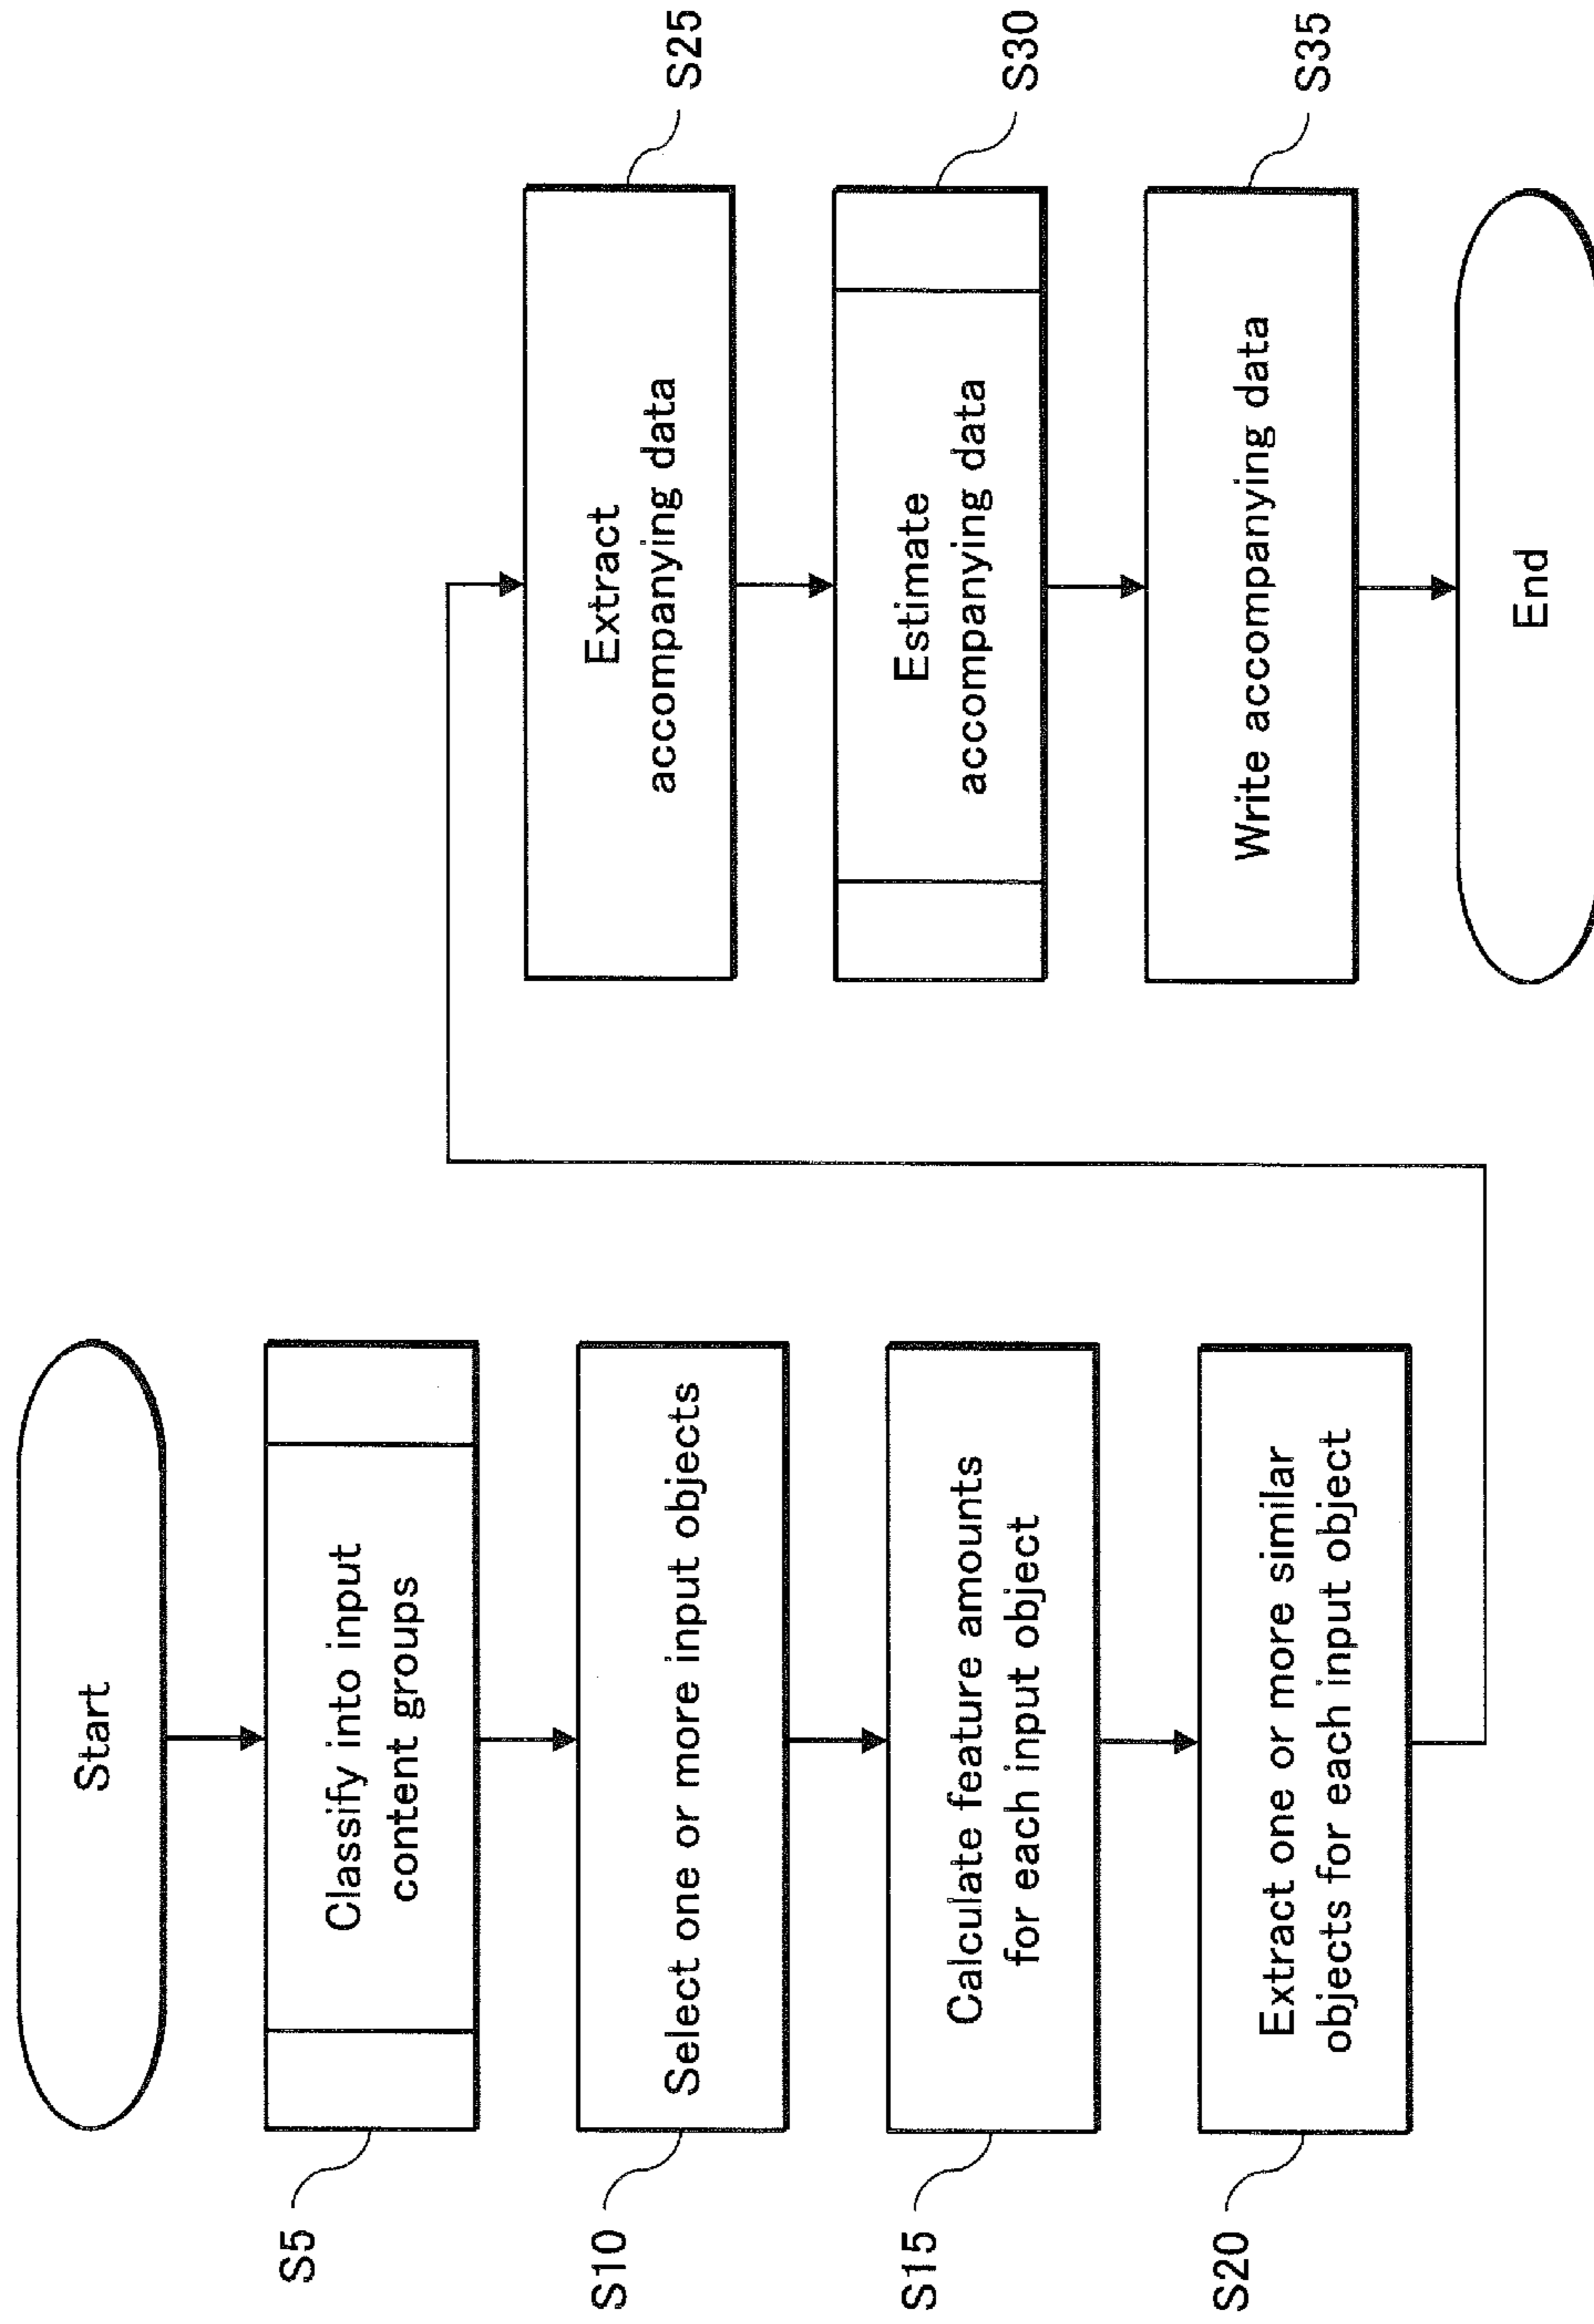 Start
S5
Classify into input
content groups
S10
Select one or more input objects
S15
Calculate feature amounts
for each input object
S20
Extract one or more similar
objects for each input object
S25
Extract
accompanying data
S30
Estimate
accompanying data
S35
Write accompanying data
End